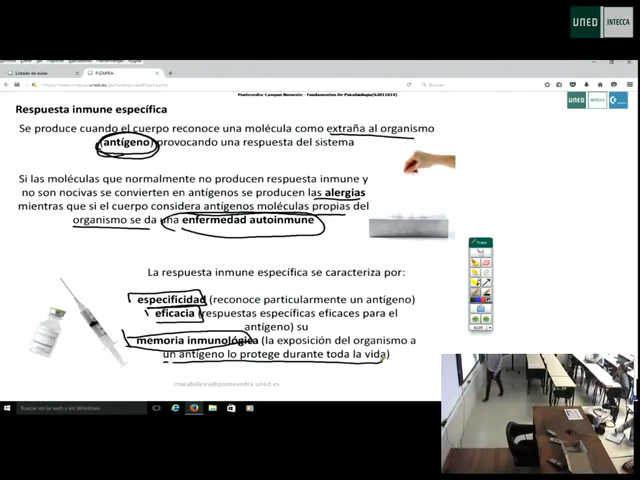 UNED INTECCA
Listado de aulas
PIZARRA
Buscar
Pontevedra-Campus Noroeste - Fundamentos De Psicobiología(62011014)
UNED INTECCA
Respuesta inmune específica
Se produce cuando el cuerpo reconoce una molécula como extraña al organismo
(antígeno) provocando una respuesta del sistema
Si las moléculas que normalmente no producen respuesta inmune y
no son nocivas se convierten en antígenos se producen las alergias
mientras que si el cuerpo considera antígenos moléculas propias del
organismo se da una enfermedad autoinmune
La respuesta inmune específica se caracteriza por:
especificidad (reconoce particularmente un antígeno)
eficacia (respuestas específicas eficaces para el
antígeno) su
memoria inmunológica (la exposición del organismo a
un antígeno lo protege durante toda la vida)
Buscar en la web y en Windows